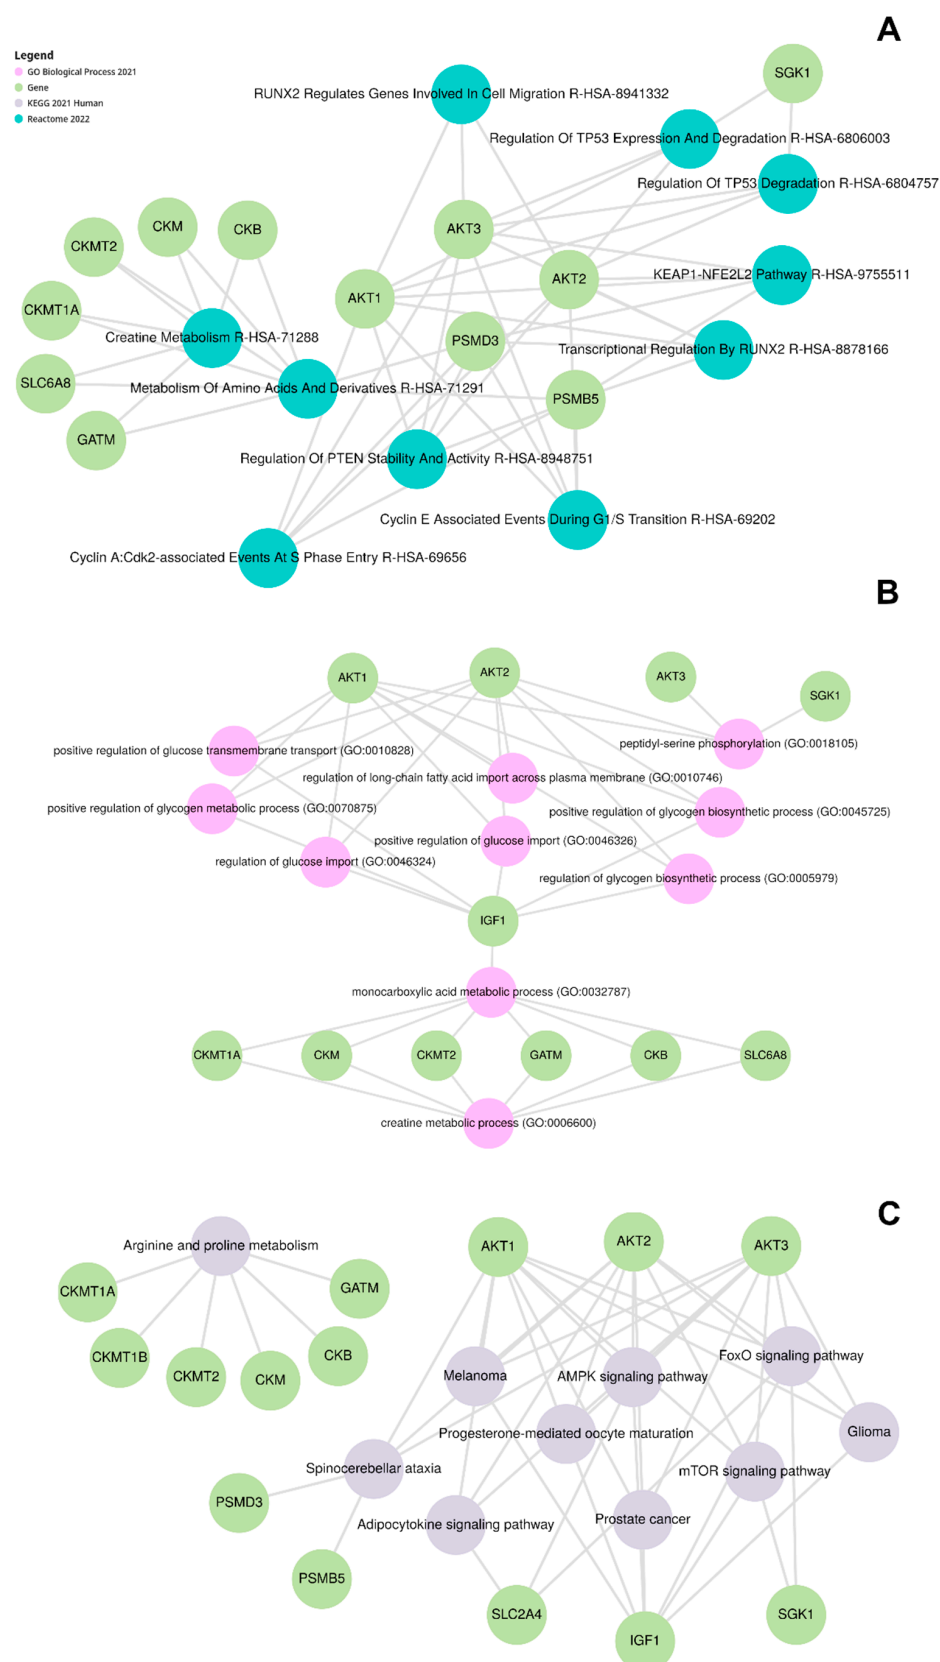 A
Legend
GO Biological Process 2021
Gene
KEGG 2021 Human
Reactome 2022
SGK1
RUNX2 Regulates Genes Involved In Cell Migration R-HSA-8941332
Regulation Of TP53 Expression And Degradation R-HSA-6806003
Regulation Of TP53 Degradation R-HSA-6804757
CKM
CKB
CKMT2
AKT3
KEAP1-NFE2L2 Pathway R-HSA-9755511
AKT2
AKT1
CKMT1A
Creatine Metabolism R-HSA-71288
PSMD3
Transcriptional Regulation By RUNX2 R-HSA-8878166
SLC6A8
Metabolism Of Amino Acids And Derivatives R-HSA-71291
PSMB5
GATM
Regulation Of PTEN Stability And Activity R-HSA-8948751
Cyclin E Associated Events During G1/S Transition R-HSA-69202
Cyclin A:Cdk2-associated Events At S Phase Entry R-HSA-69656
B
AKT1
AKT2
AKT3
SGK1
peptidyl-serine phosphorylation (GO:0018105)
positive regulation of glucose transmembrane transport (GO:0010828)
regulation of long-chain fatty acid import across plasma membrane (GO:0010746)
positive regulation of glycogen metabolic process (GO:0070875)
positive regulation of glycogen biosynthetic process (GO:0045725)
positive regulation of glucose import (GO:0046326)
regulation of glucose import (GO:0046324)
regulation of glycogen biosynthetic process (GO:0005979)
IGF1
monocarboxylic acid metabolic process (GO:0032787)
CKMT1A
CKM
CKMT2
GATM
CKB
SLC6A8
creatine metabolic process (GO:0006600)
C
Arginine and proline metabolism
AKT1
AKT2
AKT3
CKMT1A
GATM
CKMT1B
CKMT2
CKM
CKB
Melanoma
AMPK signaling pathway
FoxO signaling pathway
Progesterone-mediated oocyte maturation
Glioma
Spinocerebellar ataxia
mTOR signaling pathway
PSMD3
Adipocytokine signaling pathway
Prostate cancer
PSMB5
SLC2A4
IGF1
SGK1